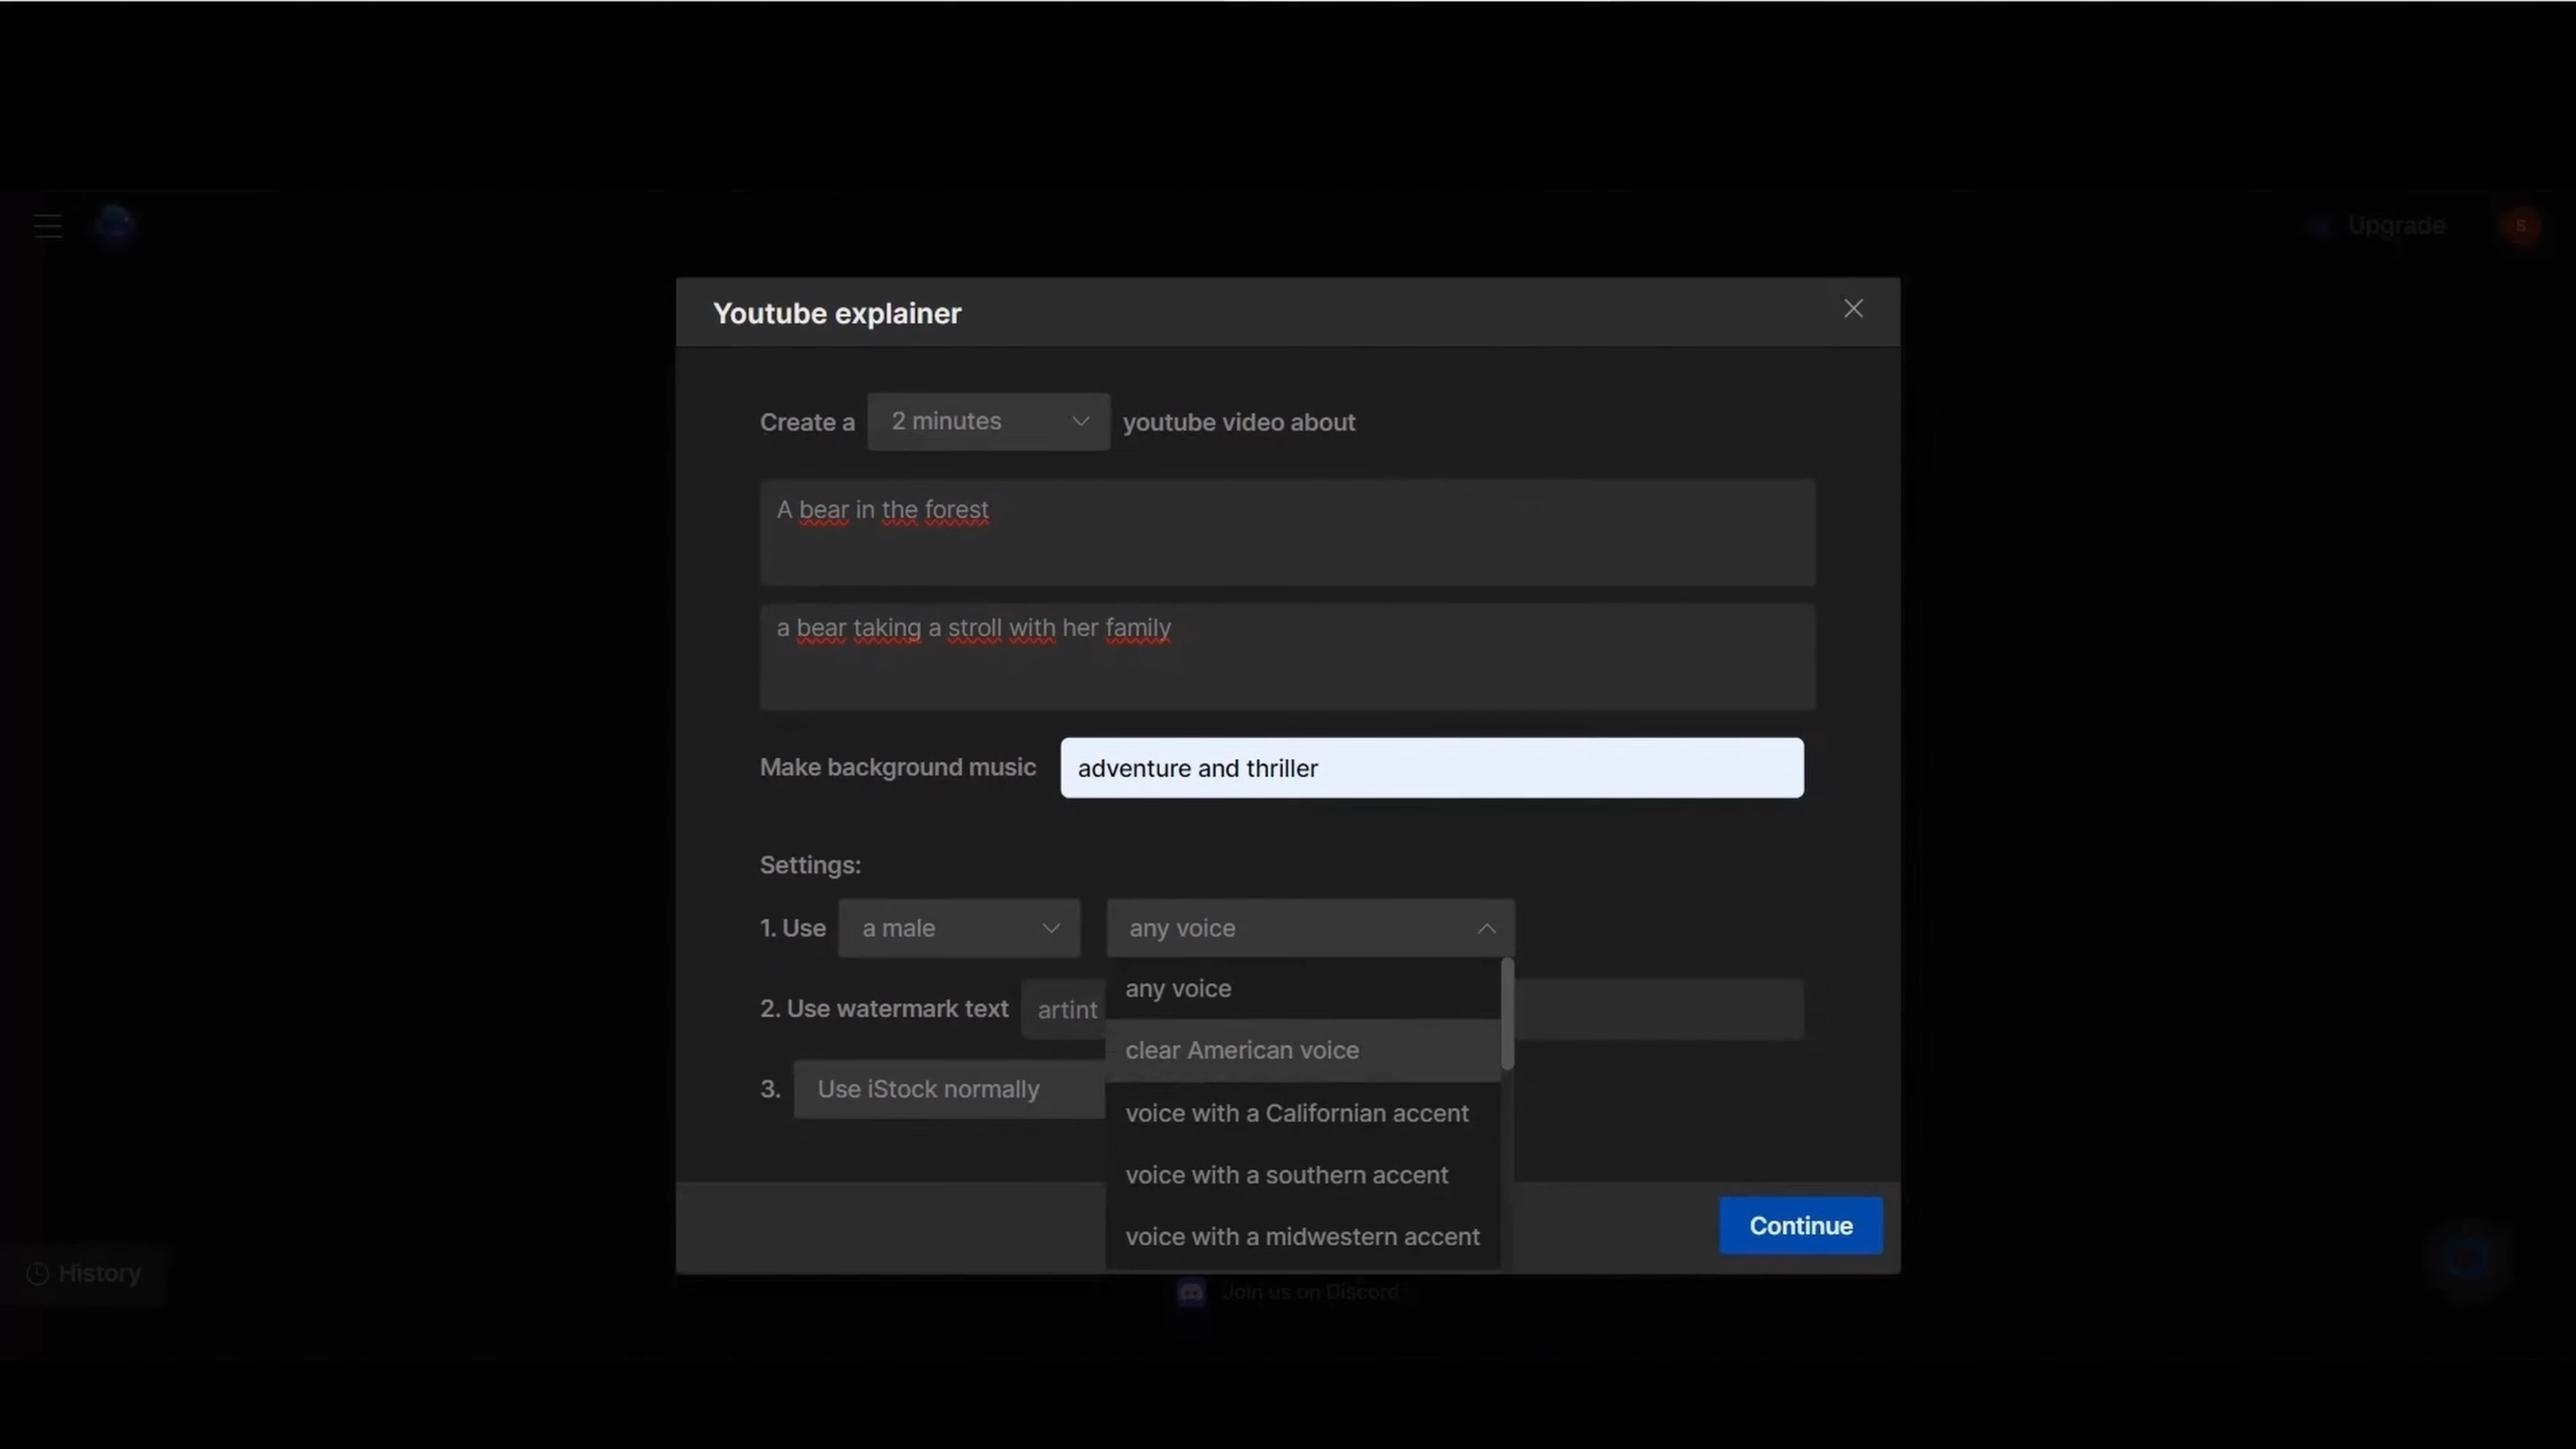 Upgrade
S
Youtube explainer
Create a 2 minutes youtube video about
A bear in the forest
a bear taking a stroll with her family
Make background music adventure and thriller
Settings:
1. Use a male any voice
any voice
2. Use watermark text artint
clear American voice
3. Use iStock normally
voice with a Californian accent
voice with a southern accent
voice with a midwestern accent
Continue
History
Join us on Discord